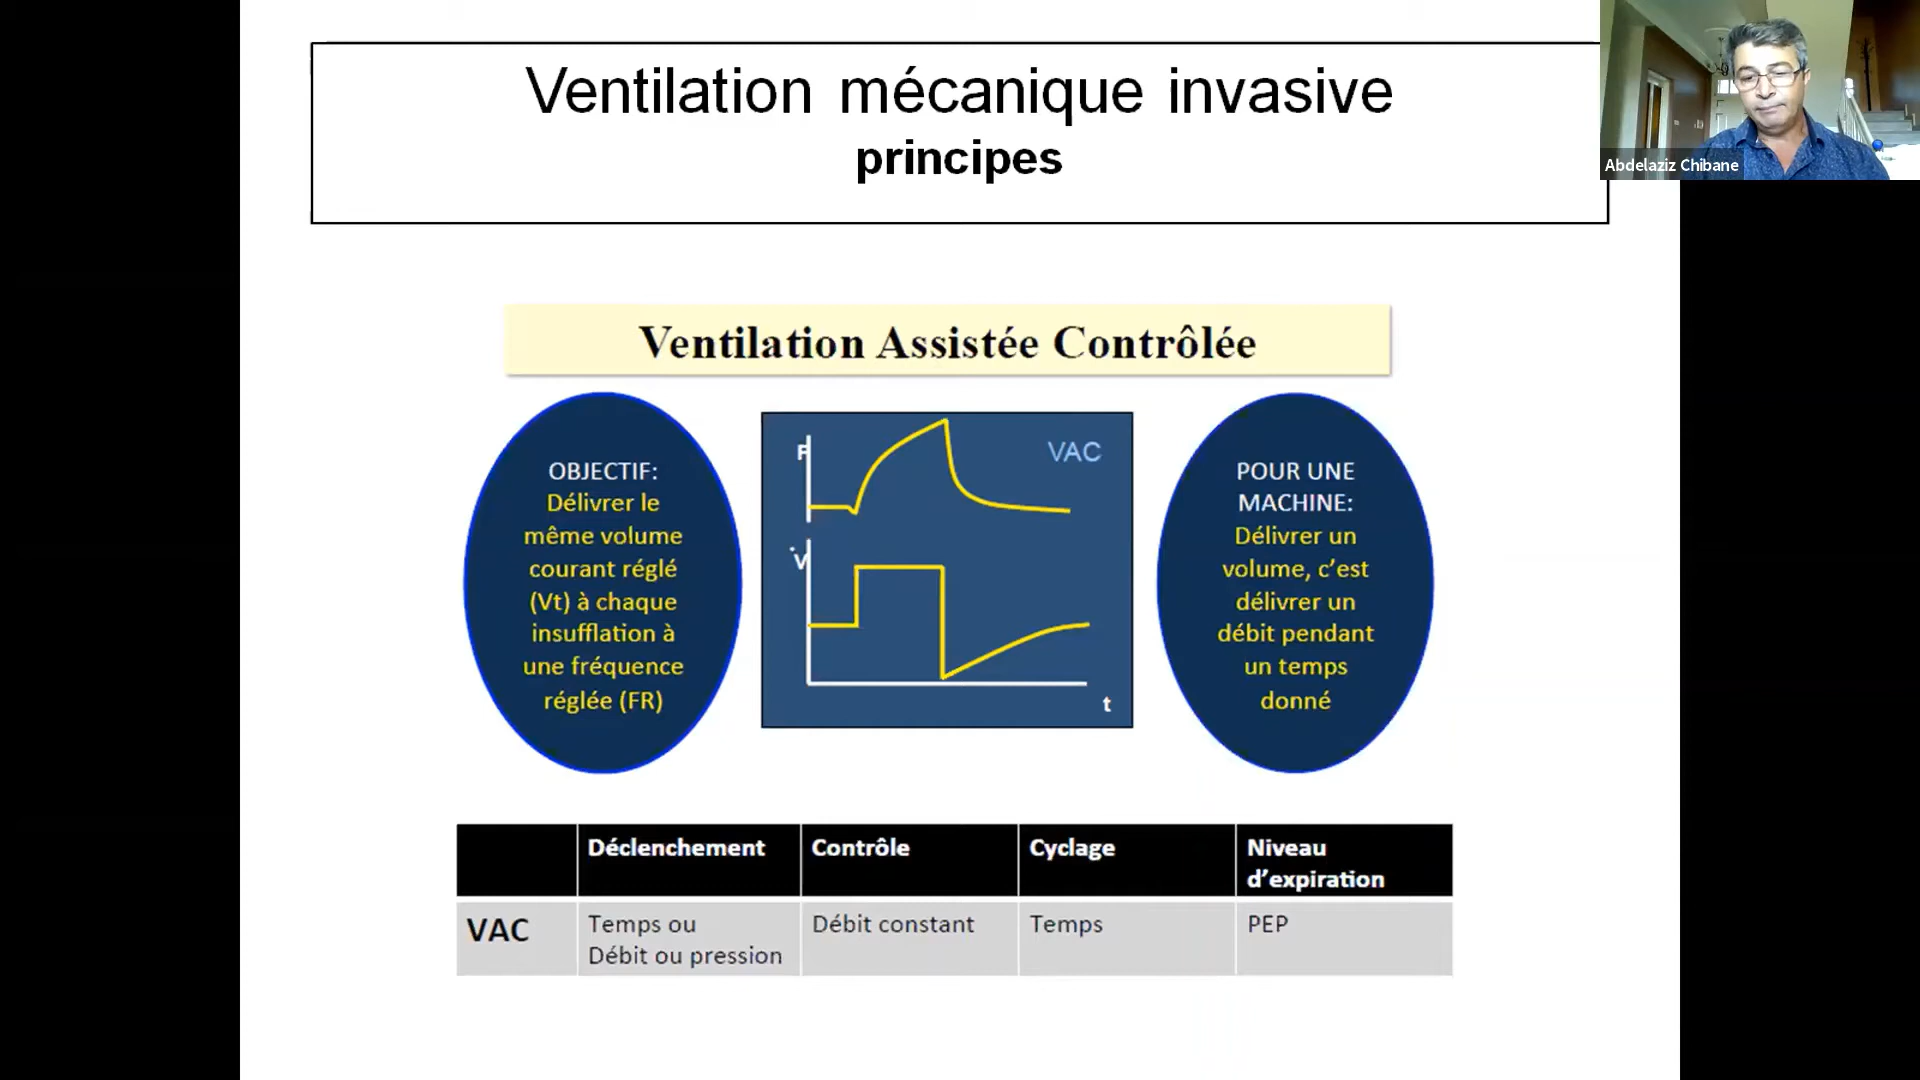 Ventilation mécanique invasive
principes
Abdelaziz Chibane
Ventilation Assistée Contrôlée
OBJECTIF:
Délivrer le
même volume
courant réglé
(Vt) à chaque
insufflation à
une fréquence
réglée (FR)
VAC
V̇
t
POUR UNE
MACHINE:
Délivrer un
volume, c’est
délivrer un
débit pendant
un temps
donné
Déclenchement
Contrôle
Cyclage
Niveau
d’expiration
VAC
Temps ou
Débit ou pression
Débit constant
Temps
PEP